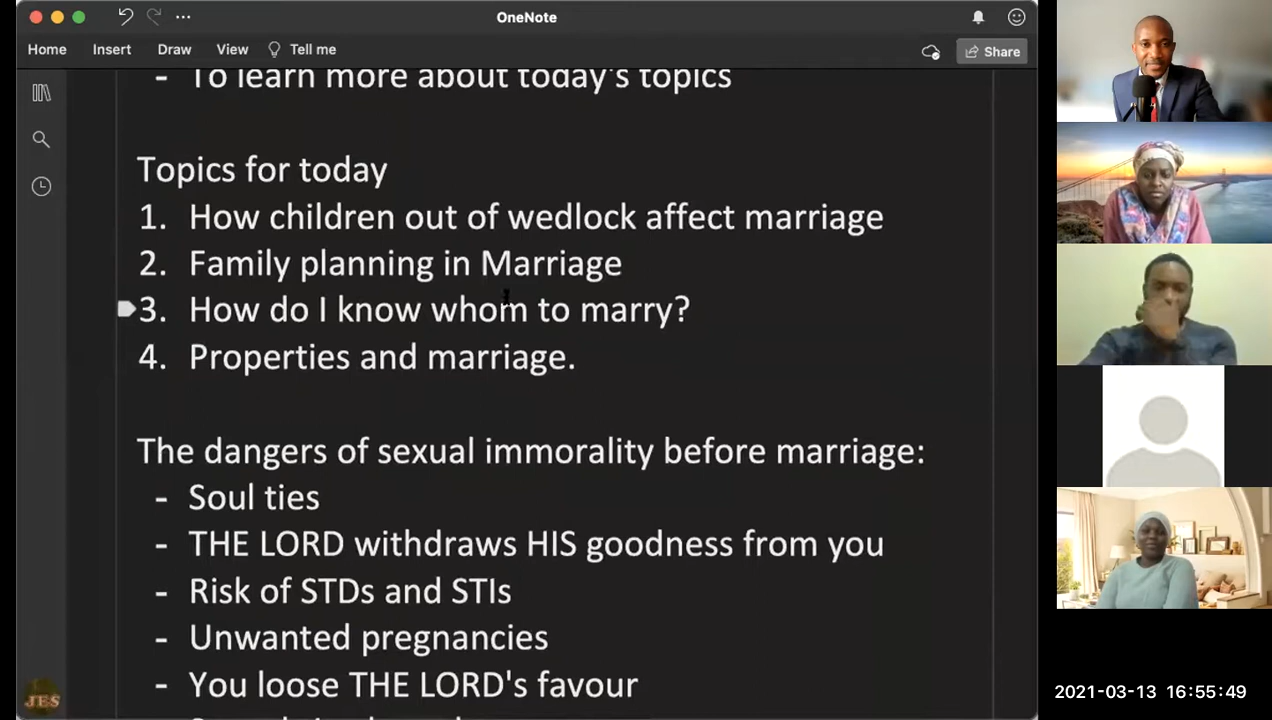 OneNote
Home Insert Draw View Tell me Share
- To learn more about today's topics
Topics for today
1. How children out of wedlock affect marriage
2. Family planning in Marriage
3. How do I know whom to marry?
4. Properties and marriage.
The dangers of sexual immorality before marriage:
- Soul ties
- THE LORD withdraws HIS goodness from you
- Risk of STDs and STIs
- Unwanted pregnancies
- You loose THE LORD's favour
JES
2021-03-13 16:55:49